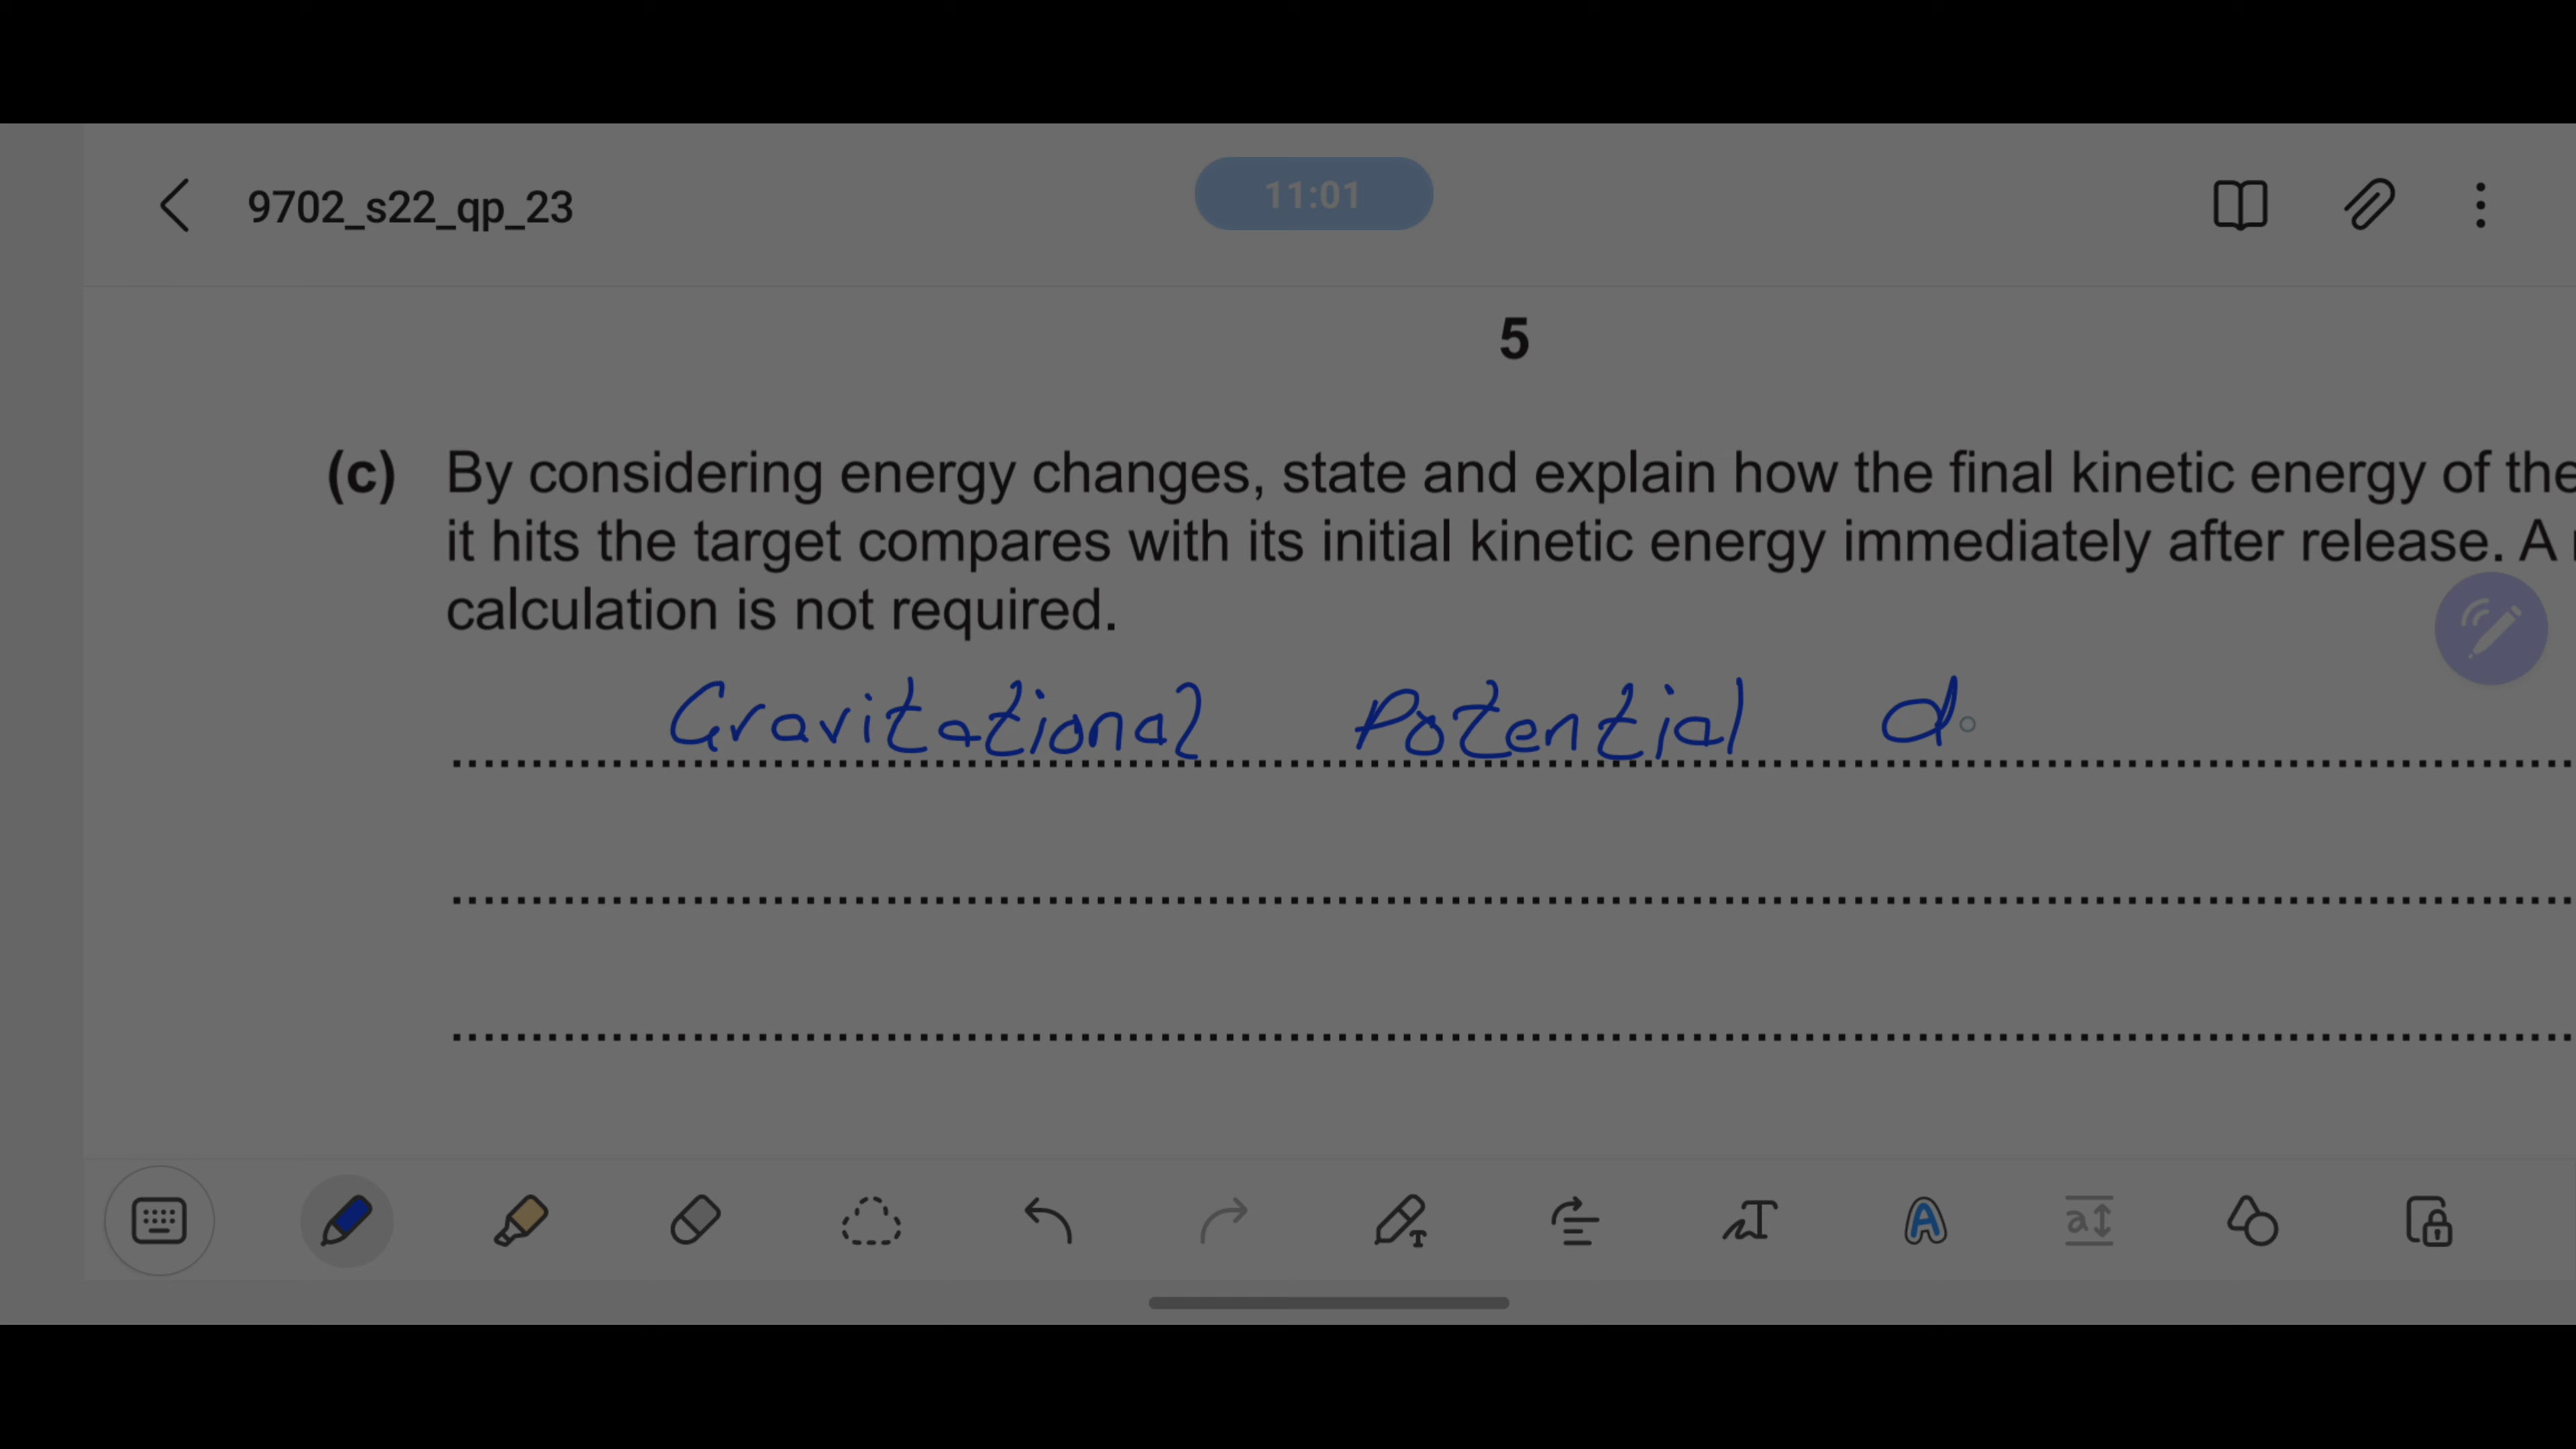 9702_s22_qp_23
11:01
5
(c) By considering energy changes, state and explain how the final kinetic energy of the
it hits the target compares with its initial kinetic energy immediately after release. A
calculation is not required.
Gravitational Potential d